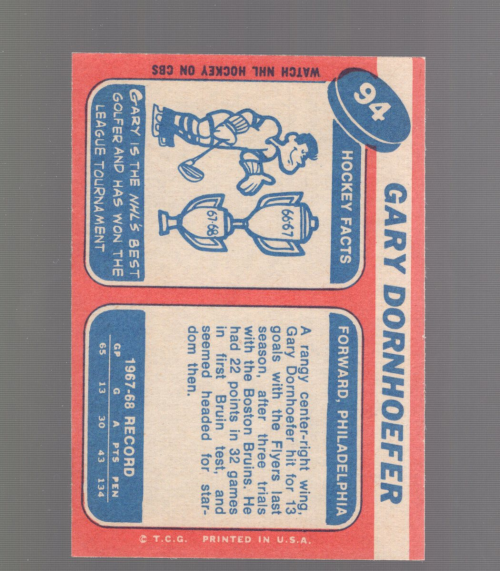 94
GARY DORNHOEFER
HOCKEY FACTS
66-67
67-68
GARY IS THE NHL'S BEST
GOLFER AND HAS WON THE
LEAGUE TOURNAMENT
WATCH NHL HOCKEY ON CBS
FORWARD, PHILADELPHIA
A rangy center-right wing,
Gary Dornhoefer hit for 13
goals with the Flyers last
season, after three trials
with the Boston Bruins. He
had 22 points in 32 games
in first Bruin test, and
seemed headed for star-
dom then.
1967-68 RECORD
GP G A PTS PEN
65 13 30 43 134
© T.C.G. PRINTED IN U.S.A.